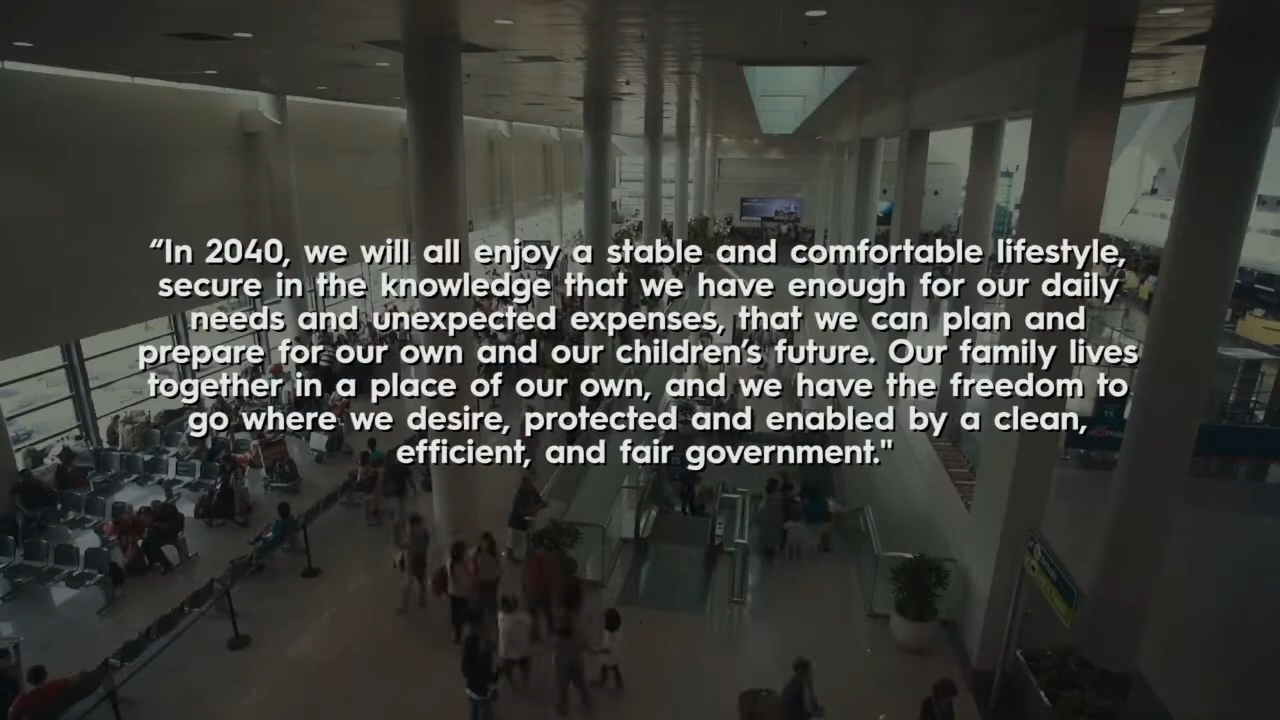 “In 2040, we will all enjoy a stable and comfortable lifestyle,
secure in the knowledge that we have enough for our daily
needs and unexpected expenses, that we can plan and
prepare for our own and our children’s future. Our family lives
together in a place of our own, and we have the freedom to
go where we desire, protected and enabled by a clean,
efficient, and fair government."